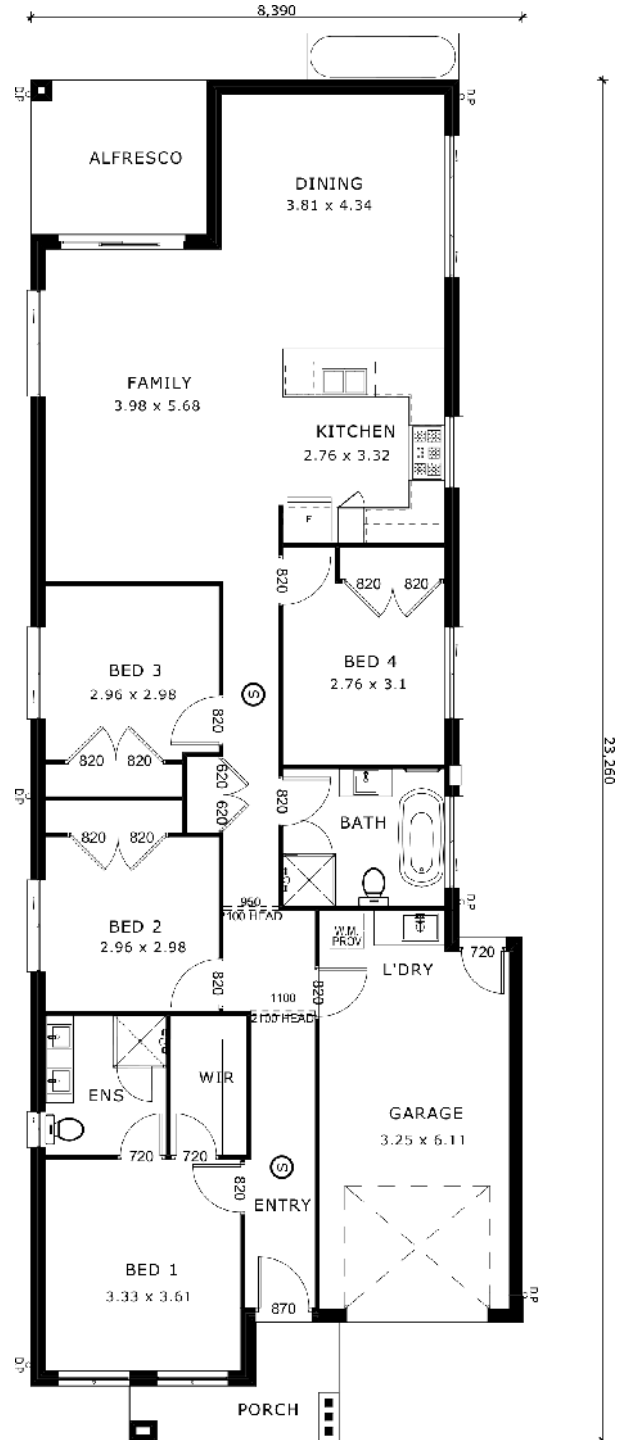 8,390
DP
DP
ALFRESCO
DINING
3.81 x 4.34
FAMILY
3.98 x 5.68
KITCHEN
2.76 x 3.32
F
820
820
820
BED 4
2.76 x 3.1
BED 3
2.96 x 2.98
S
820
820
820
23,260
DP
620
620
820
BATH
820
820
BED 2
2.96 x 2.98
960
2100 HEAD
DP
W.M.
PROV
L'DRY
720
820
820
1100
2100 HEAD
ENS
WIR
GARAGE
3.25 x 6.11
720
720
S
820
ENTRY
BED 1
3.33 x 3.61
870
DP
DP
PORCH